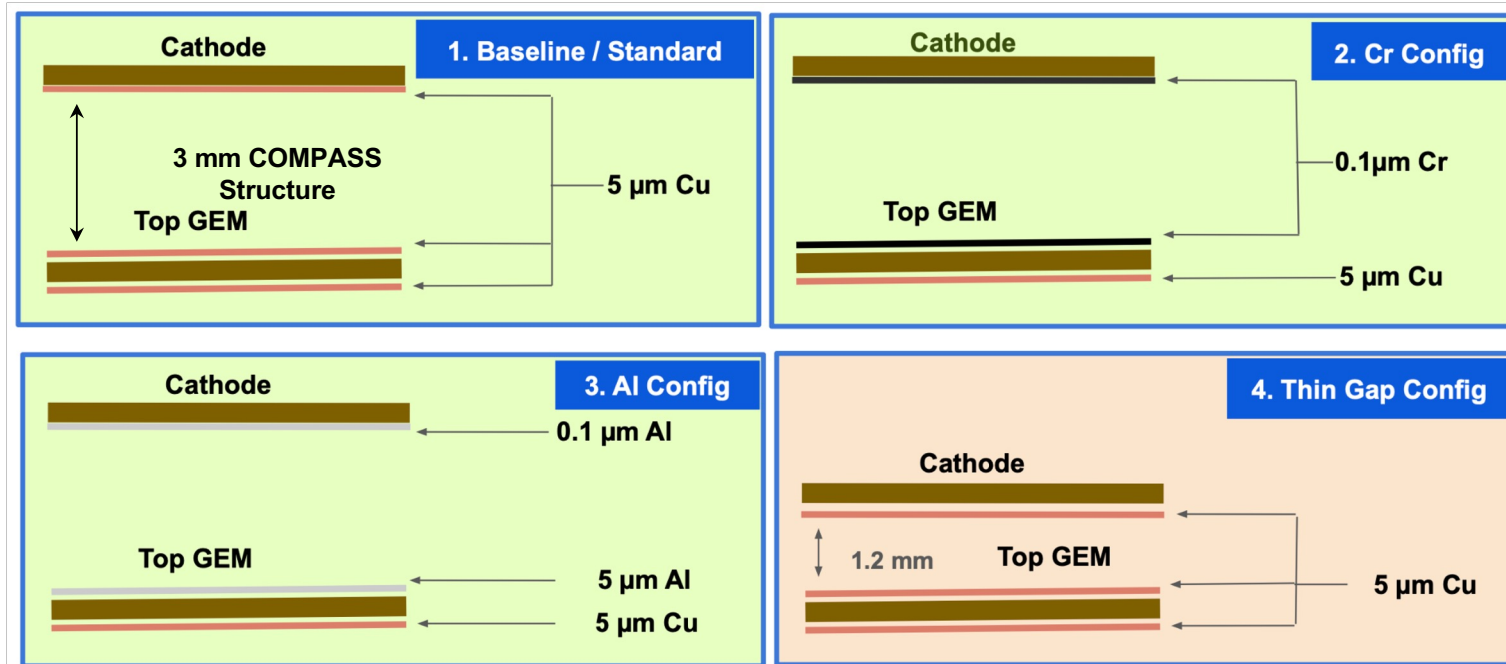 1. Baseline / Standard
Cathode
3 mm COMPASS
Structure
5 µm Cu
Top GEM
2. Cr Config
Cathode
0.1µm Cr
Top GEM
5 µm Cu
3. Al Config
Cathode
0.1 µm Al
Top GEM
5 µm Al
5 µm Cu
4. Thin Gap Config
Cathode
1.2 mm
Top GEM
5 µm Cu